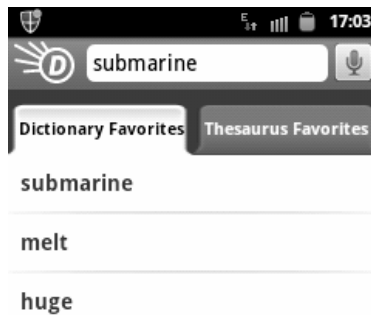 E 17:03
D submarine
Dictionary Favorites Thesaurus Favorites
submarine
melt
huge